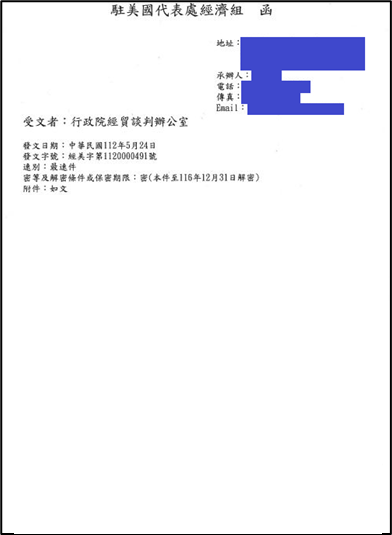 駐美國代表處經濟組 函
地址：
承辦人：
電話：
傳真：
Email：
受文者：行政院經貿談判辦公室
發文日期：中華民國112年5月24日
發文字號：經美字第1120000491號
速別：最速件
密等及解密條件或保密期限：密(本件至116年12月31日解密)
附件：如文